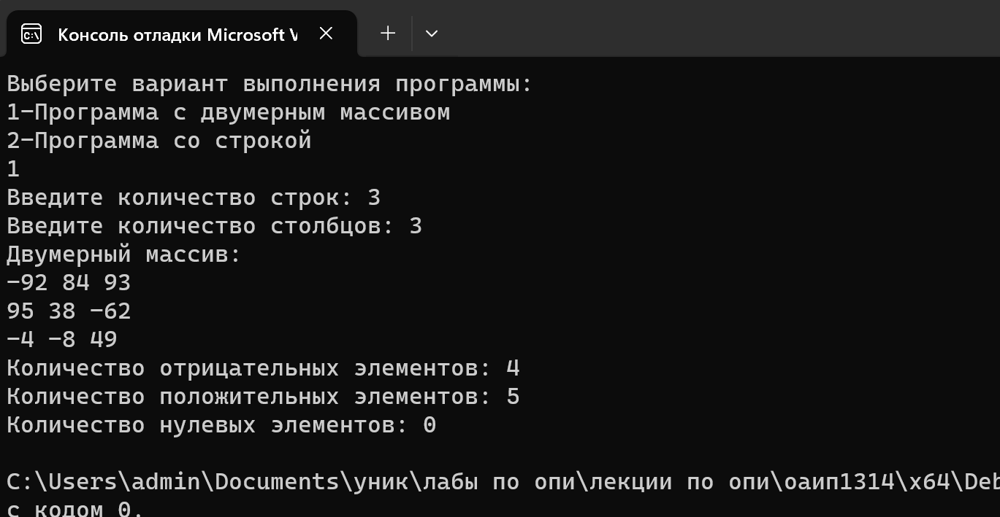 Консоль отладки Microsoft V
Выберите вариант выполнения программы:
1-Программа с двумерным массивом
2-Программа со строкой
1
Введите количество строк: 3
Введите количество столбцов: 3
Двумерный массив:
-92 84 93
95 38 -62
-4 -8 49
Количество отрицательных элементов: 4
Количество положительных элементов: 5
Количество нулевых элементов: 0
C:\Users\admin\Documents\уник\лабы по опи\лекции по опи\оаип1314\x64\Deb
с кодом 0.